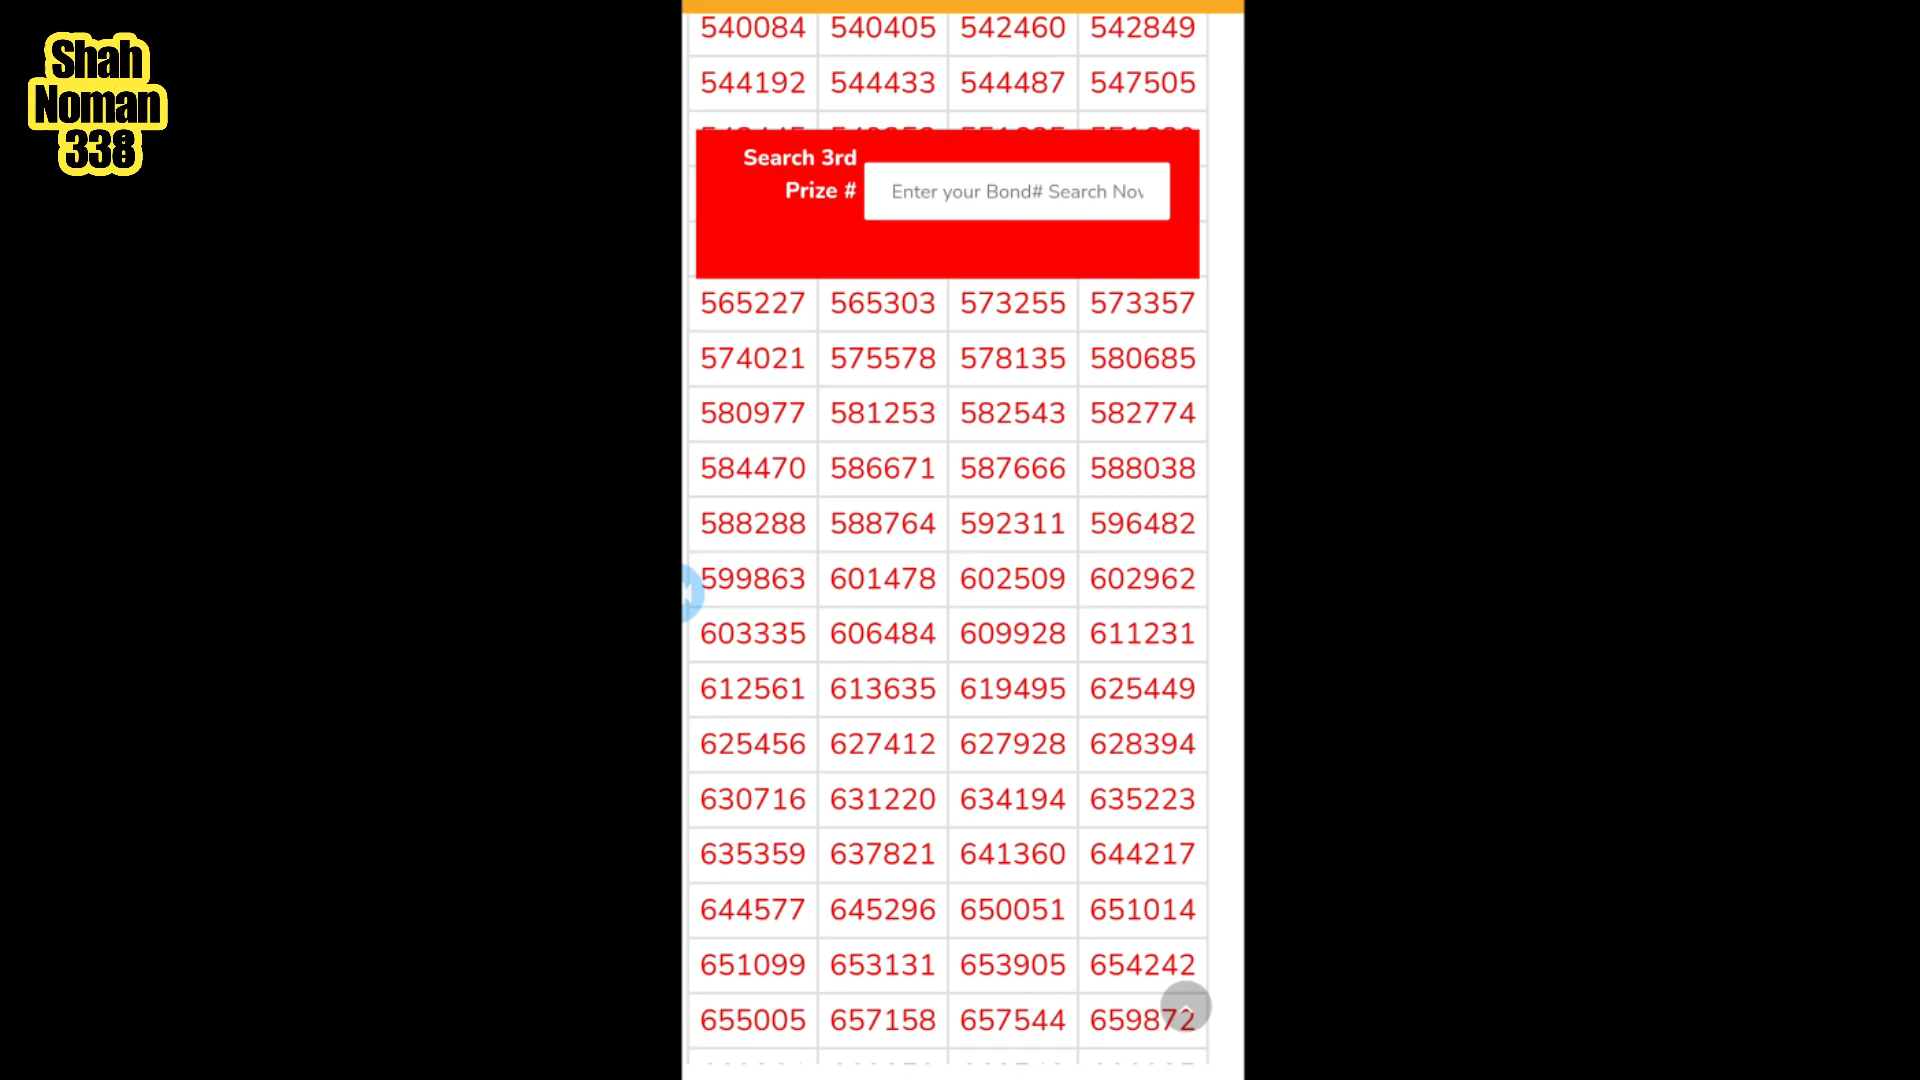 Shah
Noman
338
540084 540405 542460 542849
544192 544433 544487 547505
Search 3rd
Prize #
Enter your Bond# Search Nov
565227 565303 573255 573357
574021 575578 578135 580685
580977 581253 582543 582774
584470 586671 587666 588038
588288 588764 592311 596482
599863 601478 602509 602962
603335 606484 609928 611231
612561 613635 619495 625449
625456 627412 627928 628394
630716 631220 634194 635223
635359 637821 641360 644217
644577 645296 650051 651014
651099 653131 653905 654242
655005 657158 657544 659872